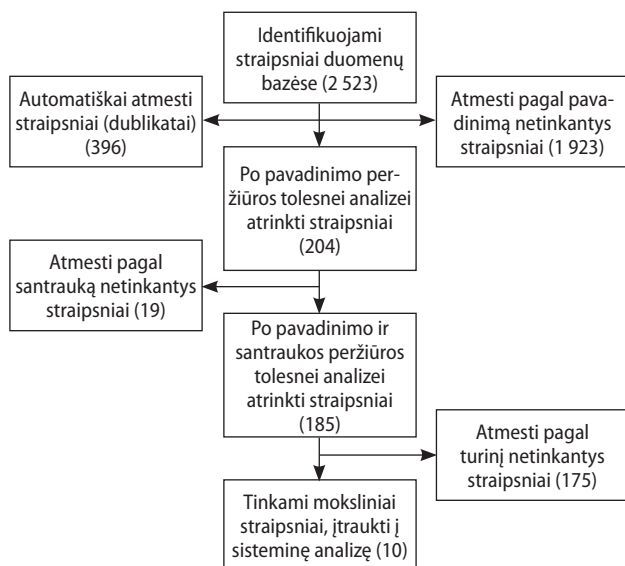 Identifikuojami
straipsniai duomenų
bazėse (2 523)
Automatiškai atmesti
straipsniai (dublikatai)
(396)
Atmesti pagal pava-
dinimą netinkantys
straipsniai (1 923)
Po pavadinimo per-
žiūros tolesnei analizei
atrinkti straipsniai
(204)
Atmesti pagal
santrauką netinkantys
straipsniai (19)
Po pavadinimo ir
santraukos peržiūros
tolesnei analizei
atrinkti straipsniai
(185)
Atmesti pagal
turinį netinkantys
straipsniai (175)
Tinkami moksliniai
straipsniai, įtraukti į
sisteminę analizę (10)